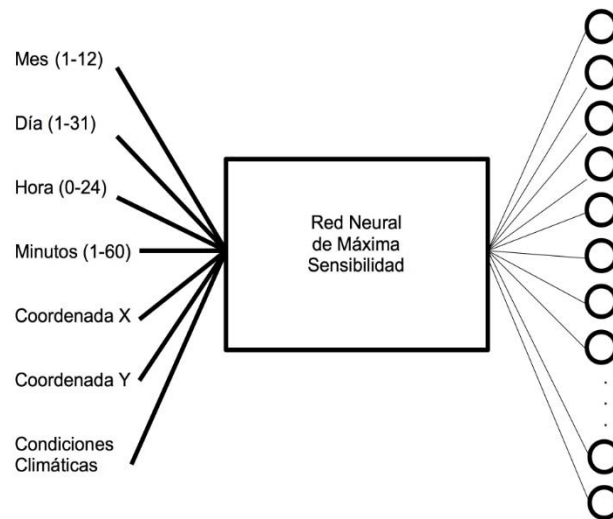 Mes (1-12)
Día (1-31)
Hora (0-24)
Minutos (1-60)
Coordenada X
Coordenada Y
Condiciones
Climáticas
Red Neural
de Máxima
Sensibilidad